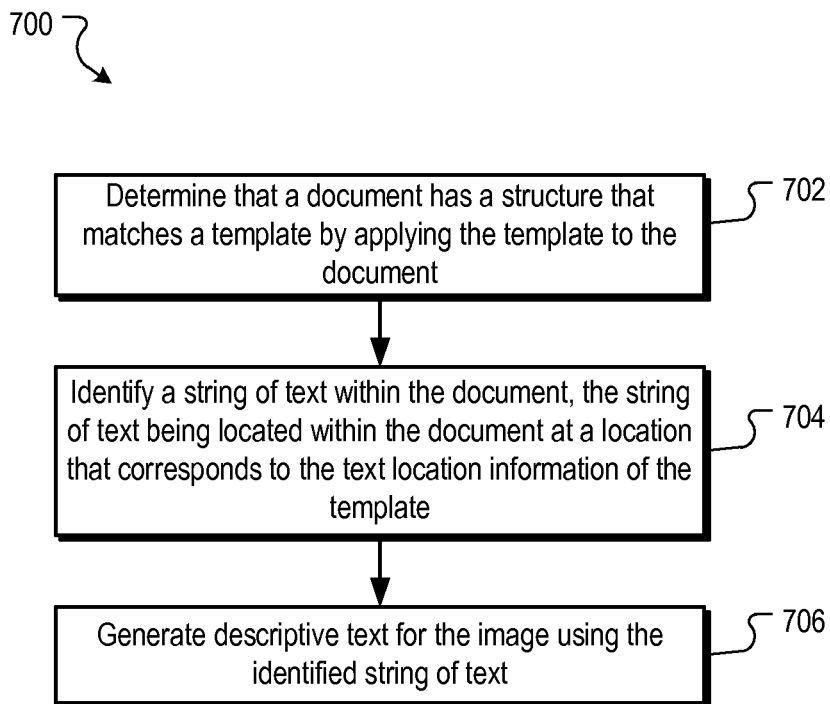 700
Determine that a document has a structure that
matches a template by applying the template to the
document
702
Identify a string of text within the document, the string
of text being located within the document at a location
that corresponds to the text location information of the
template
704
Generate descriptive text for the image using the
identified string of text
706